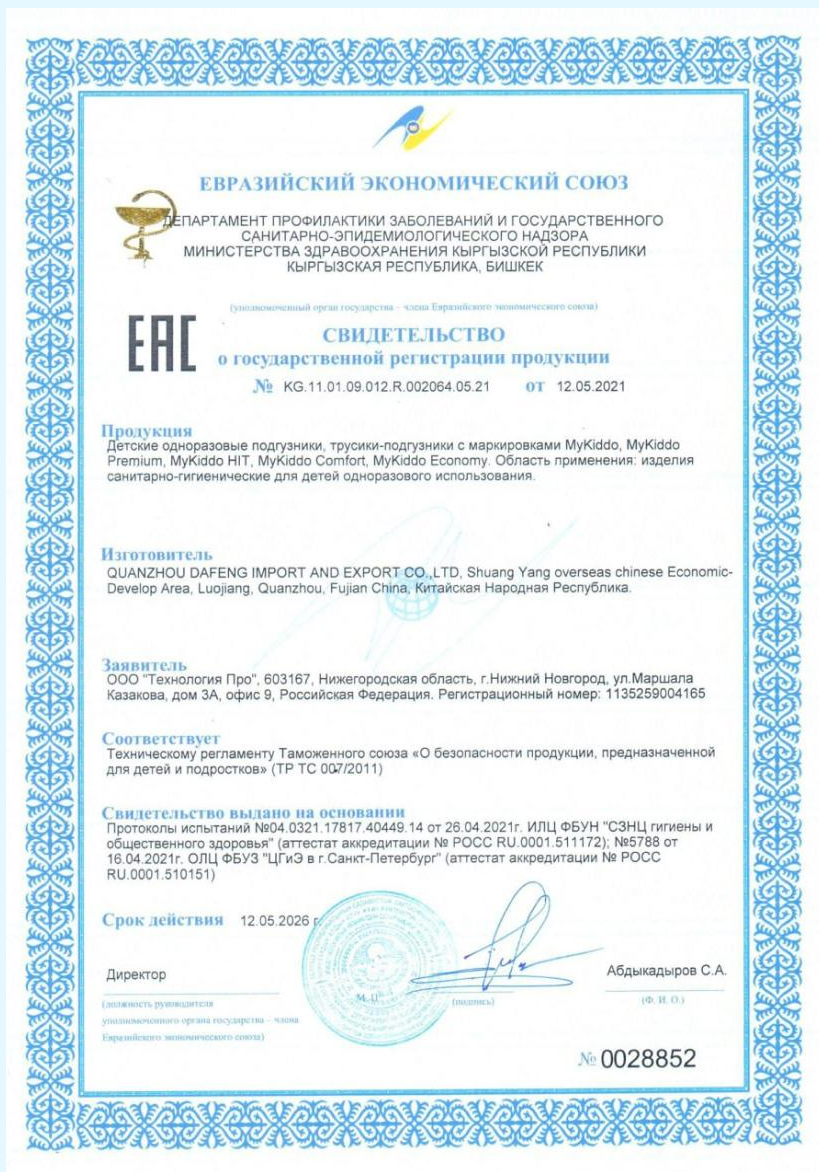 ЕВРАЗИЙСКИЙ ЭКОНОМИЧЕСКИЙ СОЮЗ
ДЕПАРТАМЕНТ ПРОФИЛАКТИКИ ЗАБОЛЕВАНИЙ И ГОСУДАРСТВЕННОГО
САНИТАРНО-ЭПИДЕМИОЛОГИЧЕСКОГО НАДЗОРА
МИНИСТЕРСТВА ЗДРАВООХРАНЕНИЯ КЫРГЫЗСКОЙ РЕСПУБЛИКИ
КЫРГЫЗСКАЯ РЕСПУБЛИКА, БИШКЕК
(уполномоченный орган государства – члена Евразийского экономического союза)
EAC
СВИДЕТЕЛЬСТВО
о государственной регистрации продукции
№ KG.11.01.09.012.R.002064.05.21 от 12.05.2021
Продукция
Детские одноразовые подгузники, трусики-подгузники с маркировками MyKiddo, MyKiddo
Premium, MyKiddo HIT, MyKiddo Comfort, MyKiddo Economy. Область применения: изделия
санитарно-гигиенические для детей одноразового использования.
Изготовитель
QUANZHOU DAFENG IMPORT AND EXPORT CO.,LTD, Shuang Yang overseas chinese Economic-
Develop Area, Luojiang, Quanzhou, Fujian China, Китайская Народная Республика.
Заявитель
ООО "Технология Про", 603167, Нижегородская область, г.Нижний Новгород, ул.Маршала
Казакова, дом 3А, офис 9, Российская Федерация. Регистрационный номер: 1135259004165
Соответствует
Техническому регламенту Таможенного союза «О безопасности продукции, предназначенной
для детей и подростков» (ТР ТС 007/2011)
Свидетельство выдано на основании
Протоколы испытаний №04.0321.17817.40449.14 от 26.04.2021г. ИЛЦ ФБУН "СЗНЦ гигиены и
общественного здоровья" (аттестат аккредитации № РОСС RU.0001.511172); №5788 от
16.04.2021г. ОЛЦ ФБУЗ "ЦГиЭ в г.Санкт-Петербург" (аттестат аккредитации № РОСС
RU.0001.510151)
Срок действия 12.05.2026 г.
Директор
Абдыкадыров С.А.
(должность руководителя
уполномоченного органа государства – члена
Евразийского экономического союза)
М. П.
(подпись)
(Ф. И. О.)
№ 0028852